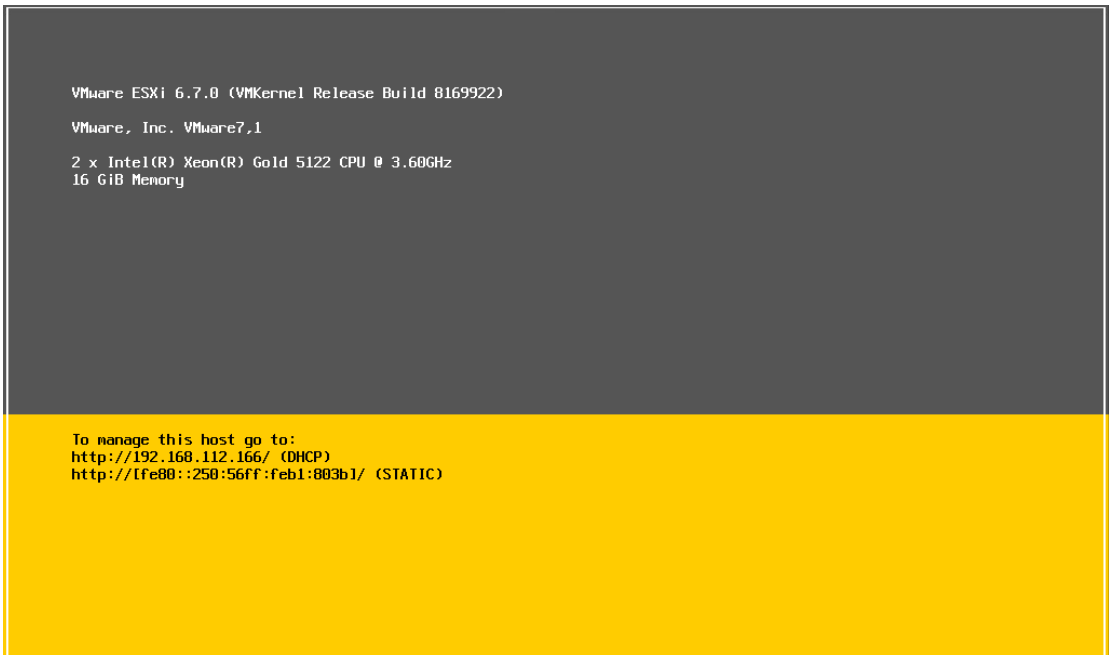 VMware ESXi 6.7.0 (VMKernel Release Build 8169922)
VMware, Inc. VMware7,1
2 x Intel(R) Xeon(R) Gold 5122 CPU @ 3.60GHz
16 GiB Memory
To manage this host go to:
http://192.168.112.166/ (DHCP)
http://[fe80::250:56ff:feb1:803b]/ (STATIC)